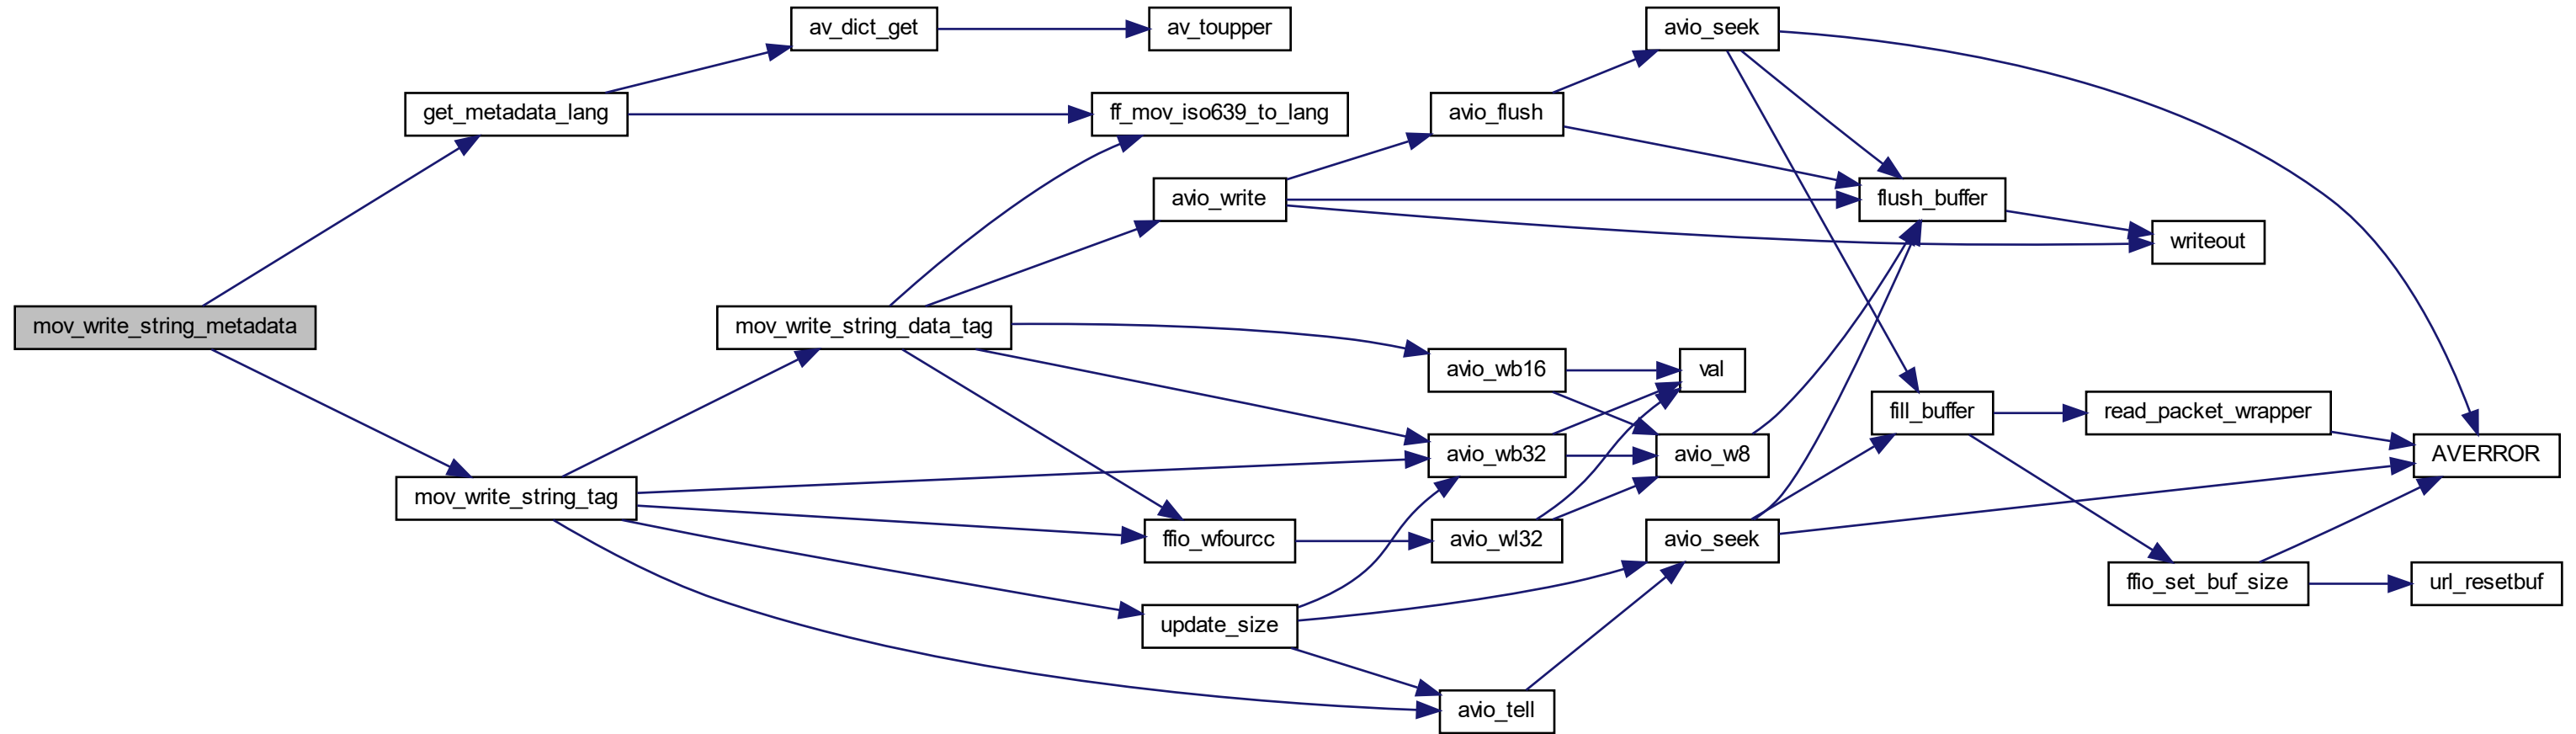 av_dict_get
av_toupper
avio_seek
get_metadata_lang
ff_mov_iso639_to_lang
avio_flush
avio_write
flush_buffer
writeout
mov_write_string_metadata
mov_write_string_data_tag
avio_wb16
val
fill_buffer
read_packet_wrapper
avio_wb32
avio_w8
AVERROR
mov_write_string_tag
ffio_wfourcc
avio_wl32
avio_seek
ffio_set_buf_size
url_resetbuf
update_size
avio_tell